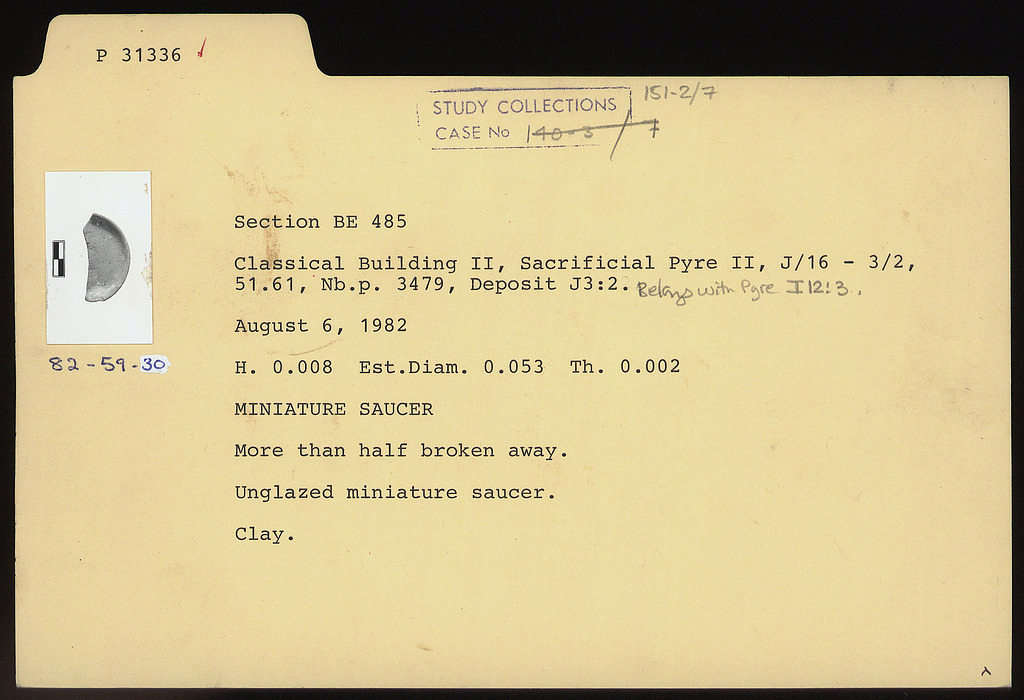 P 31336
STUDY COLLECTIONS 151-2/7
CASE No 140-3/7
Section BE 485
Classical Building II, Sacrificial Pyre II, J/16 - 3/2,
51.61, Nb.p. 3479, Deposit J3:2. Belongs with Pyre I 12:3.
August 6, 1982
82-59-30
H. 0.008 Est.Diam. 0.053 Th. 0.002
MINIATURE SAUCER
More than half broken away.
Unglazed miniature saucer.
Clay.